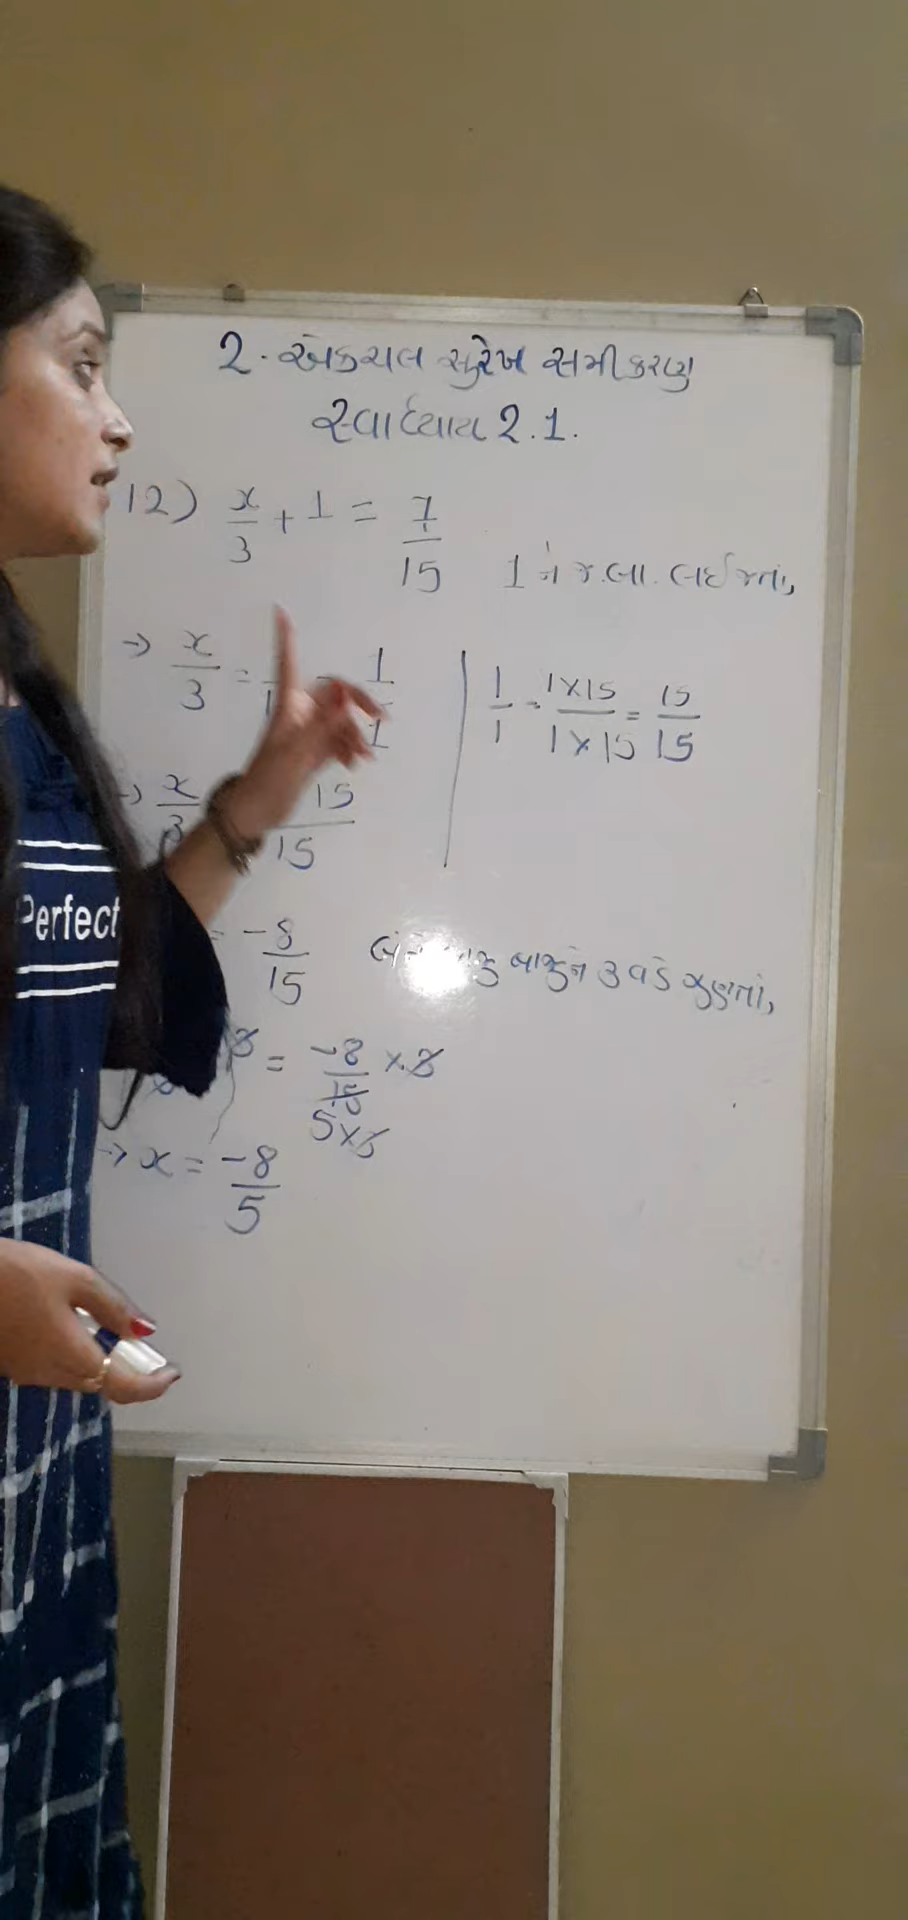 2. એકચલ સુરેખ સમીકરણ
સ્વાધ્યાય 2.1.
12) x/3 + 1 = 7/15
1 ને જ.બા. લઈ જતાં,
→ x/3 = 1/1
1/1 = 1×15/1×15 = 15/15
→ x/3 15/15
Perfect
= -8/15
બાજુને 3 વડે ગુણતાં,
3 = -8/15 × 3
5×3
→ x = -8/5